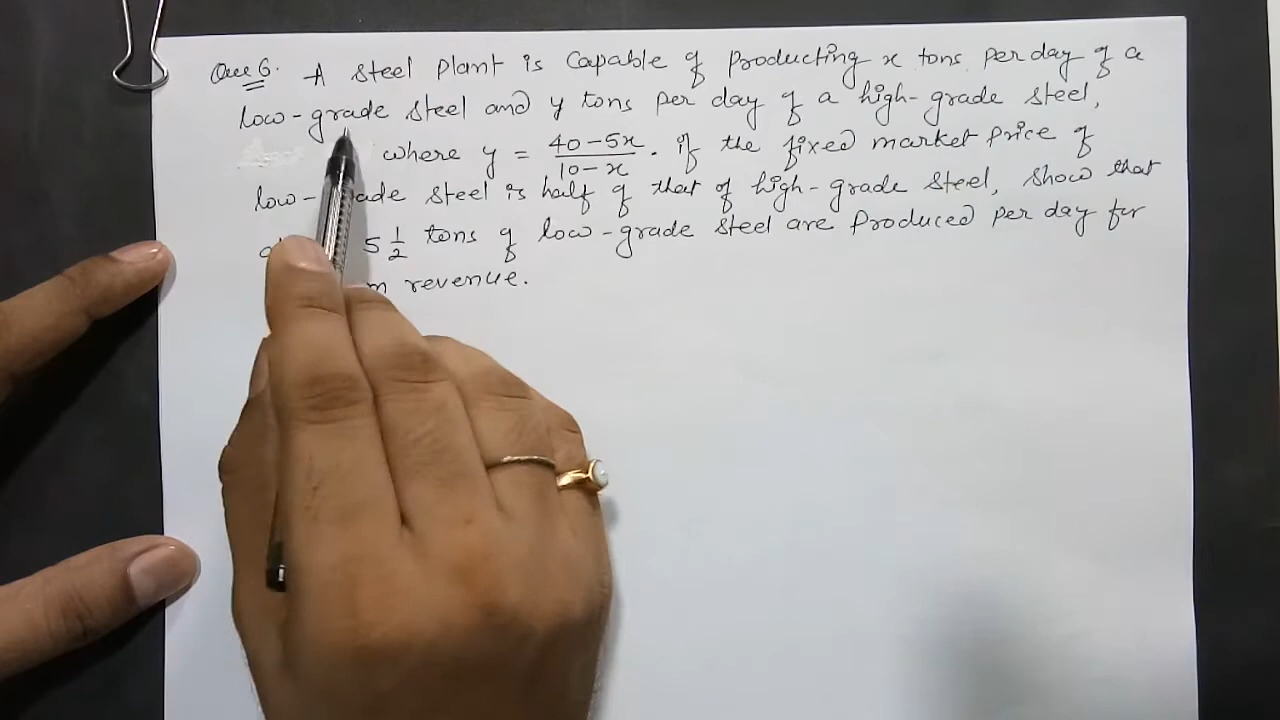 Que 6. A steel plant is capable of producting x tons per day of a
low-grade steel and y tons per day of a high-grade steel,
where y = (40-5x)/(10-x). if the fixed market price of
low- ade steel is half of that of high-grade steel, show that
5 1/2 tons of low-grade steel are produced per day for
m revenue.